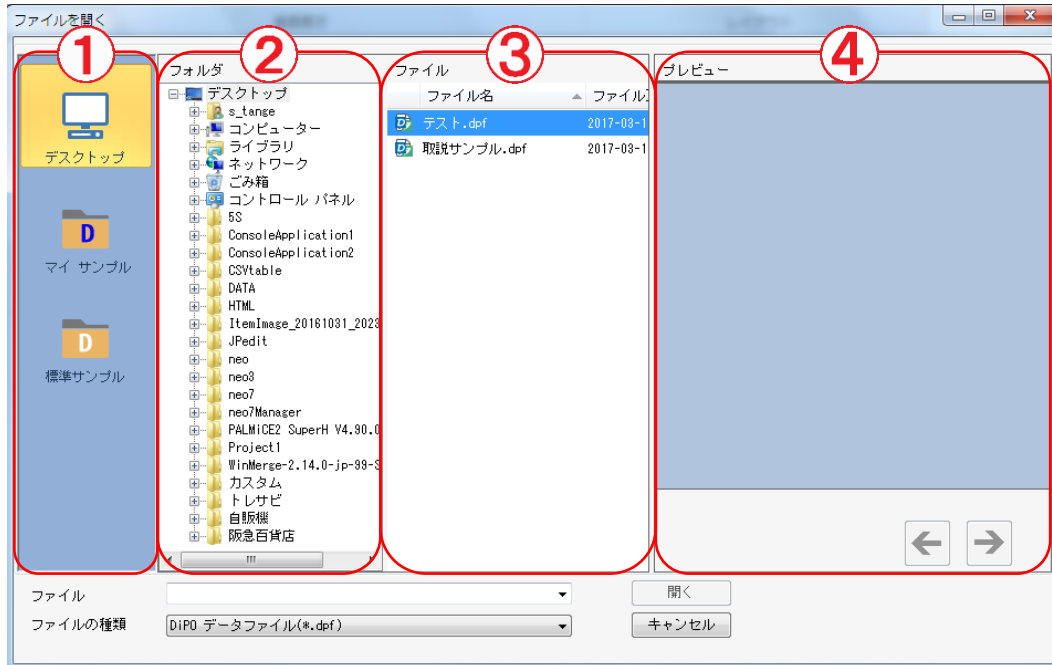 ファイルを開く
①
②
③
④
デスクトップ
マイ サンプル
D
標準サンプル
D
フォルダ
デスクトップ
s_tange
コンピューター
ライブラリ
ネットワーク
ごみ箱
コントロール パネル
5S
ConsoleApplication1
ConsoleApplication2
CSVtable
DATA
HTML
ItemImage_20161031_2023
JPedit
neo
neo3
neo7
neo7Manager
PALMiCE2 SuperH V4.90.0
Project1
WinMerge-2.14.0-jp-99-S
カスタム
トレサビ
自販機
阪急百貨店
ファイル
ファイル名 ファイル
テスト.dpf 2017-03-1
取説サンプル.dpf 2017-03-1
プレビュー
ファイル
開く
ファイルの種類 DiPO データファイル(*.dpf)
キャンセル